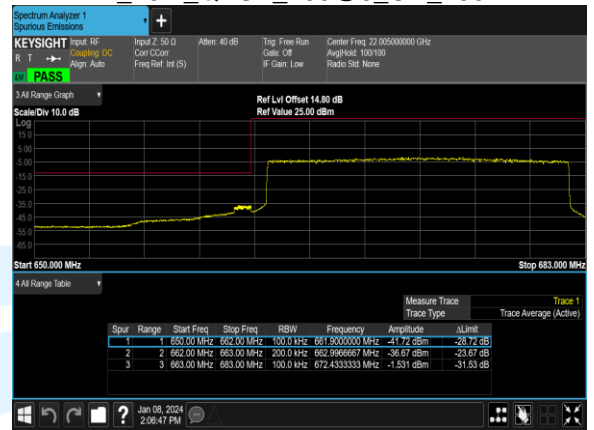 Spectrum Analyzer 1
Spurious Emissions
+
KEYSIGHT Input: RF Input Z: 50 Ω Atten: 40 dB Trig: Free Run Center Freq: 22.005000000 GHz
R T Coupling: DC Corr CCorr Gate: Off Avg|Hold: 100/100
Align: Auto Freq Ref: Int (S) IF Gain: Low Radio Std: None
LV PASS
3 All Range Graph
Ref Lvl Offset 14.80 dB
Scale/Div 10.0 dB Ref Value 25.00 dBm
Log
15.0
5.00
-5.00
-15.0
-25.0
-35.0
-45.0
-55.0
-65.0
Start 650.000 MHz Stop 683.000 MHz
4 All Range Table
Measure Trace Trace 1
Trace Type Trace Average (Active)
Spur Range Start Freq Stop Freq RBW Frequency Amplitude ΔLimit
1 1 650.00 MHz 662.00 MHz 100.0 kHz 661.9000000 MHz -41.72 dBm -28.72 dB
2 2 662.00 MHz 663.00 MHz 200.0 kHz 662.9966667 MHz -36.67 dBm -23.67 dB
3 3 663.00 MHz 683.00 MHz 100.0 kHz 672.4333333 MHz -1.531 dBm -31.53 dB
? Jan 08, 2024
2:06:47 PM